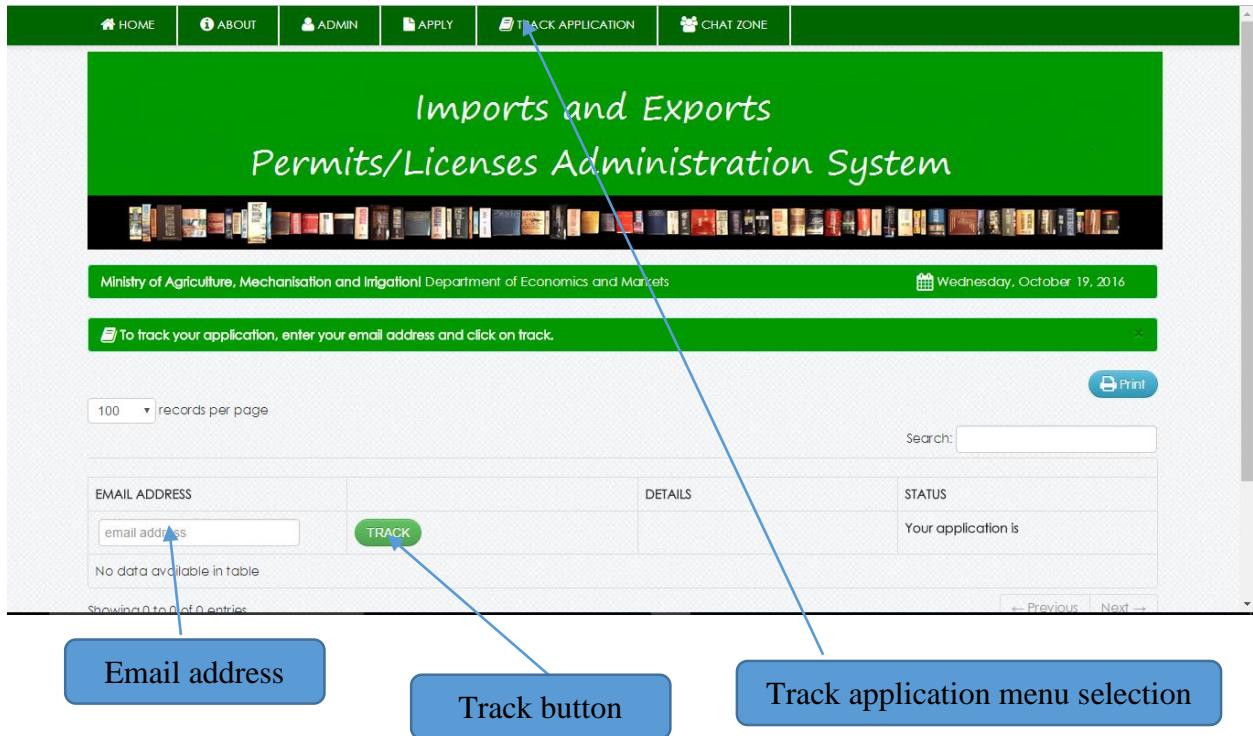 HOME ABOUT ADMIN APPLY TRACK APPLICATION CHAT ZONE
Imports and Exports
Permits/Licenses Administration System
Ministry of Agriculture, Mechanisation and Irrigation! Department of Economics and Markets Wednesday, October 19, 2016
To track your application, enter your email address and click on track. ×
Print
100 records per page
Search:
EMAIL ADDRESS DETAILS STATUS
email address TRACK Your application is
No data available in table
Showing 0 to 0 of 0 entries ← Previous Next →
Email address
Track button
Track application menu selection